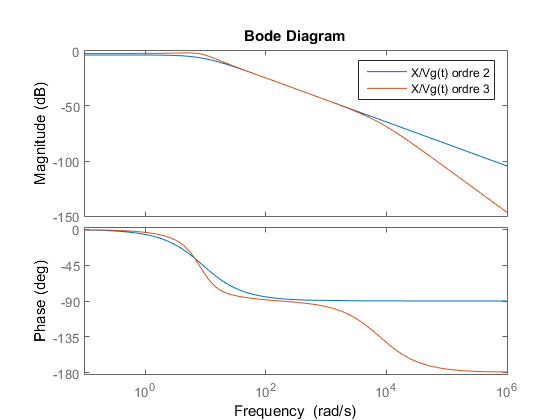 Bode Diagram
Magnitude (dB)
0
-50
-100
-150
X/Vg(t) ordre 2
X/Vg(t) ordre 3
Phase (deg)
0
-45
-90
-135
-180
10^0 10^2 10^4 10^6
Frequency (rad/s)